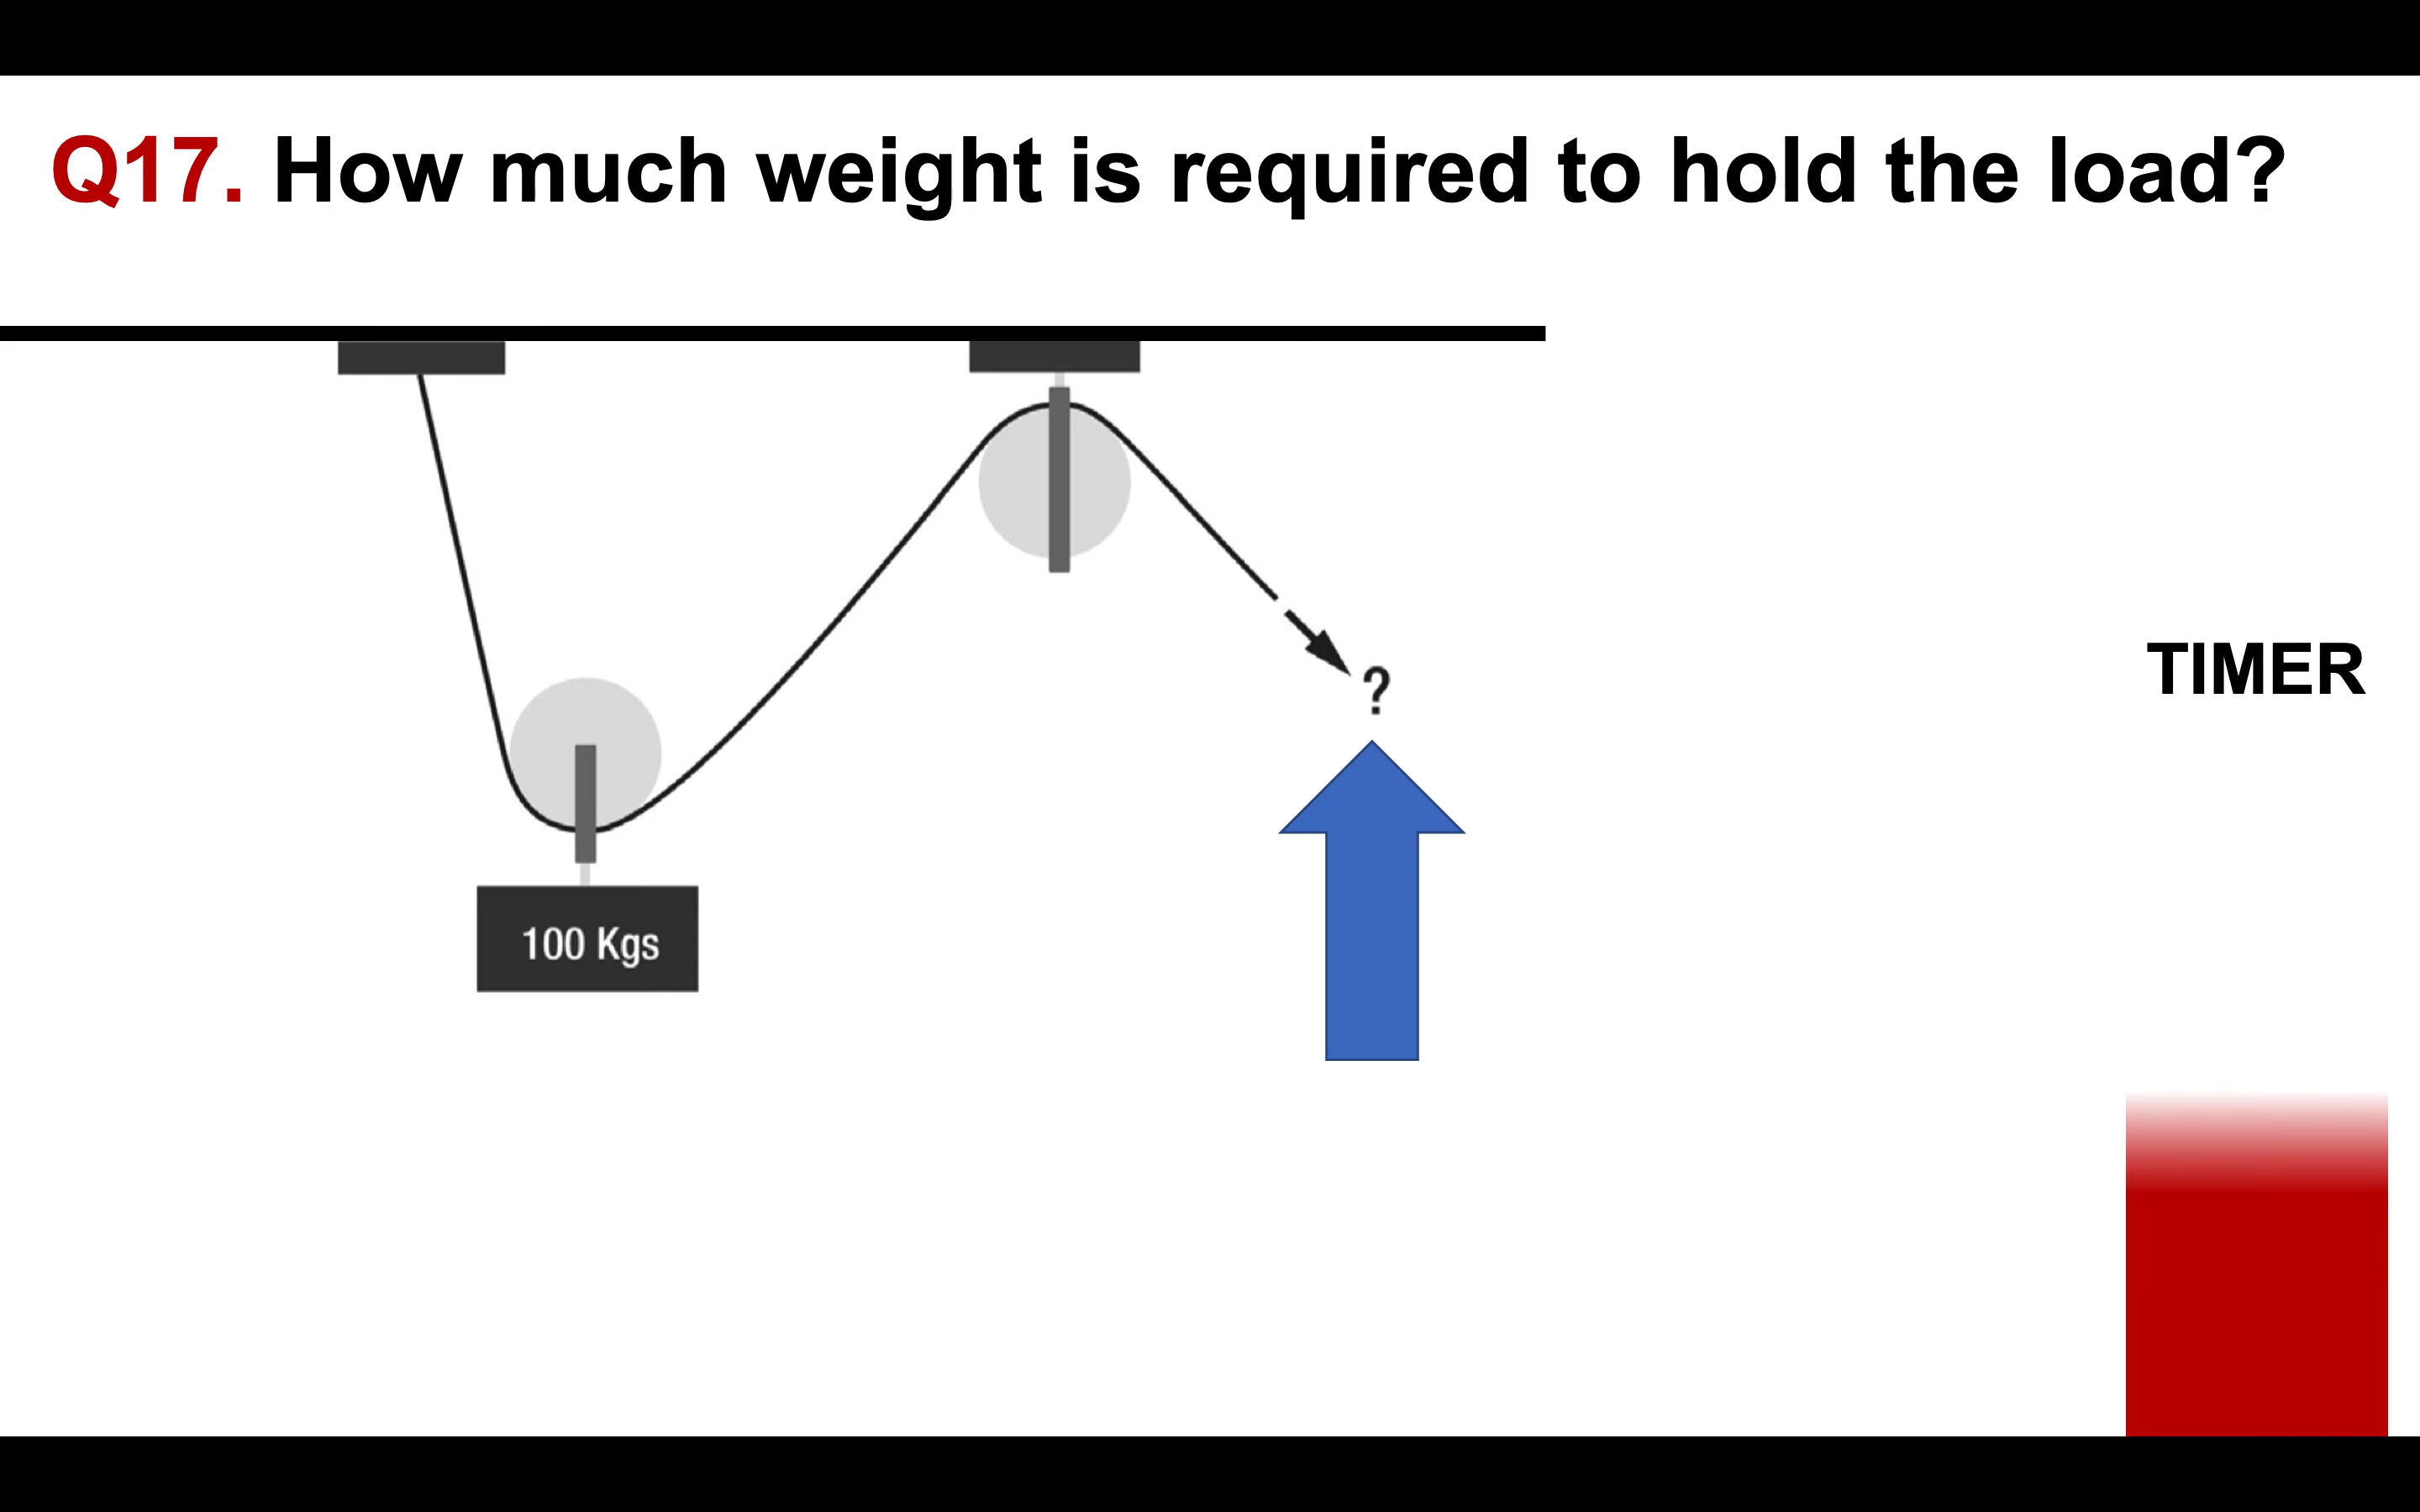 Q17. How much weight is required to hold the load?
TIMER
?
100 Kgs